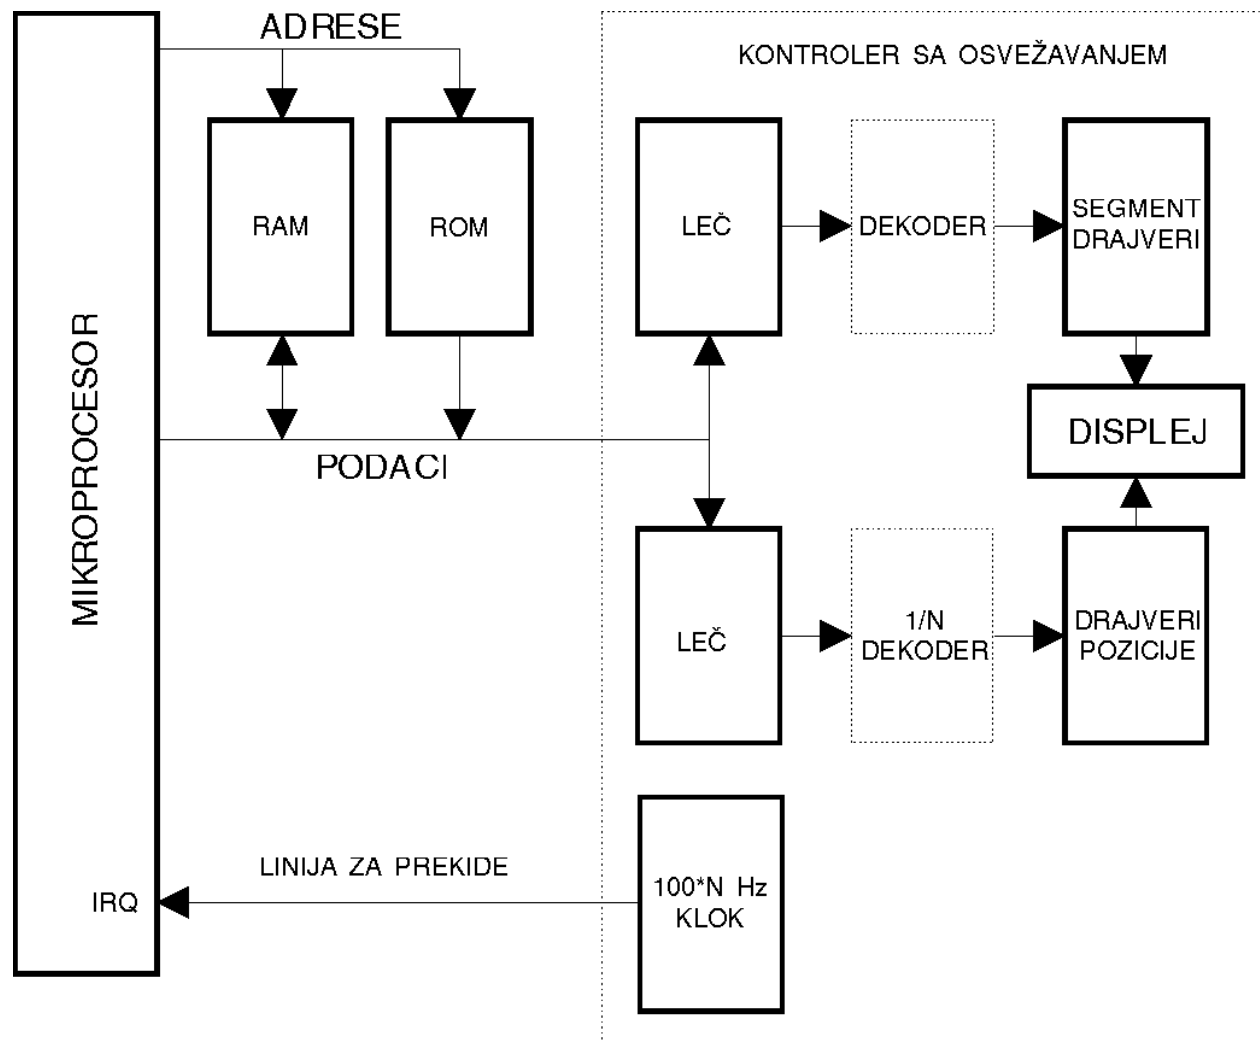 ADRESE
KONTROLER SA OSVEŽAVANJEM
MIKROPROCESOR
RAM
ROM
LEČ
DEKODER
SEGMENT
DRAJVERI
DISPLEJ
PODACI
LEČ
1/N
DEKODER
DRAJVERI
POZICIJE
LINIJA ZA PREKIDE
IRQ
100*N Hz
KLOK